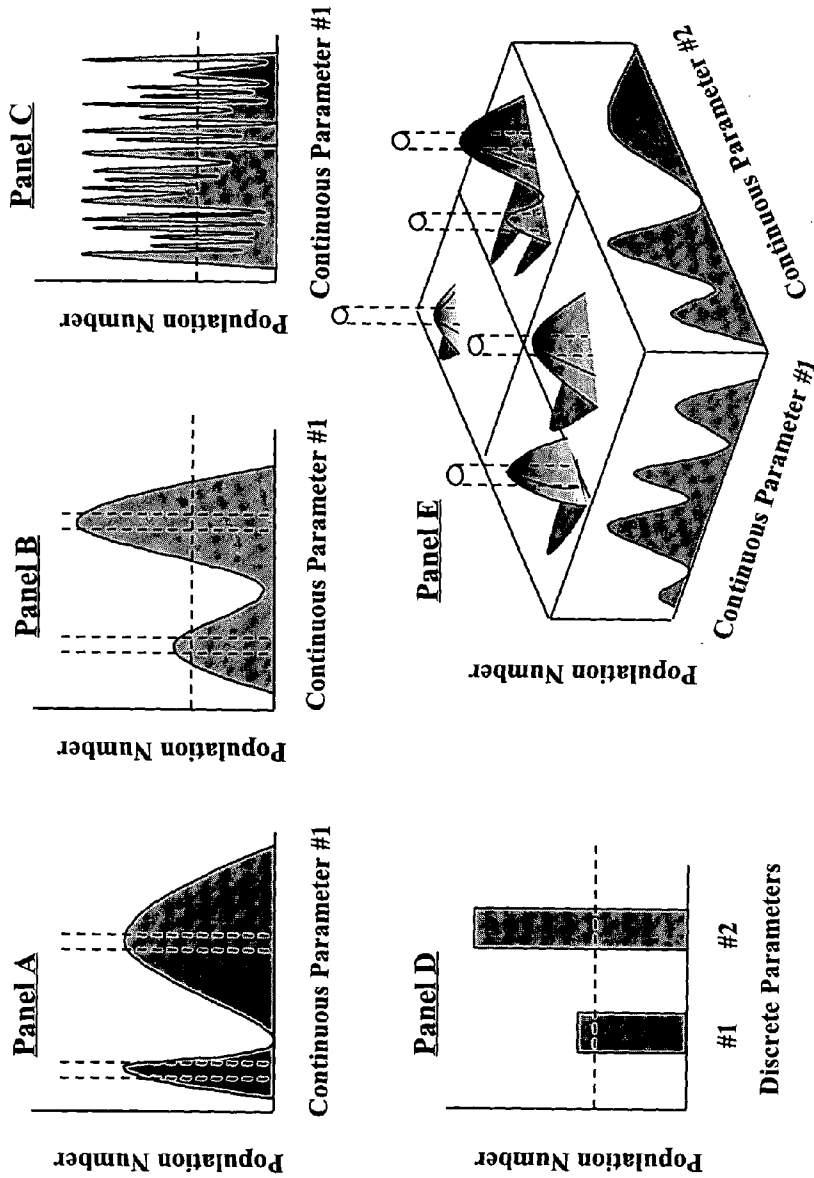 Panel A
Population Number
Continuous Parameter #1
Panel B
Population Number
Continuous Parameter #1
Panel C
Population Number
Continuous Parameter #1
Panel D
Population Number
#1 #2
Discrete Parameters
Panel E
Population Number
Continuous Parameter #1
Continuous Parameter #2